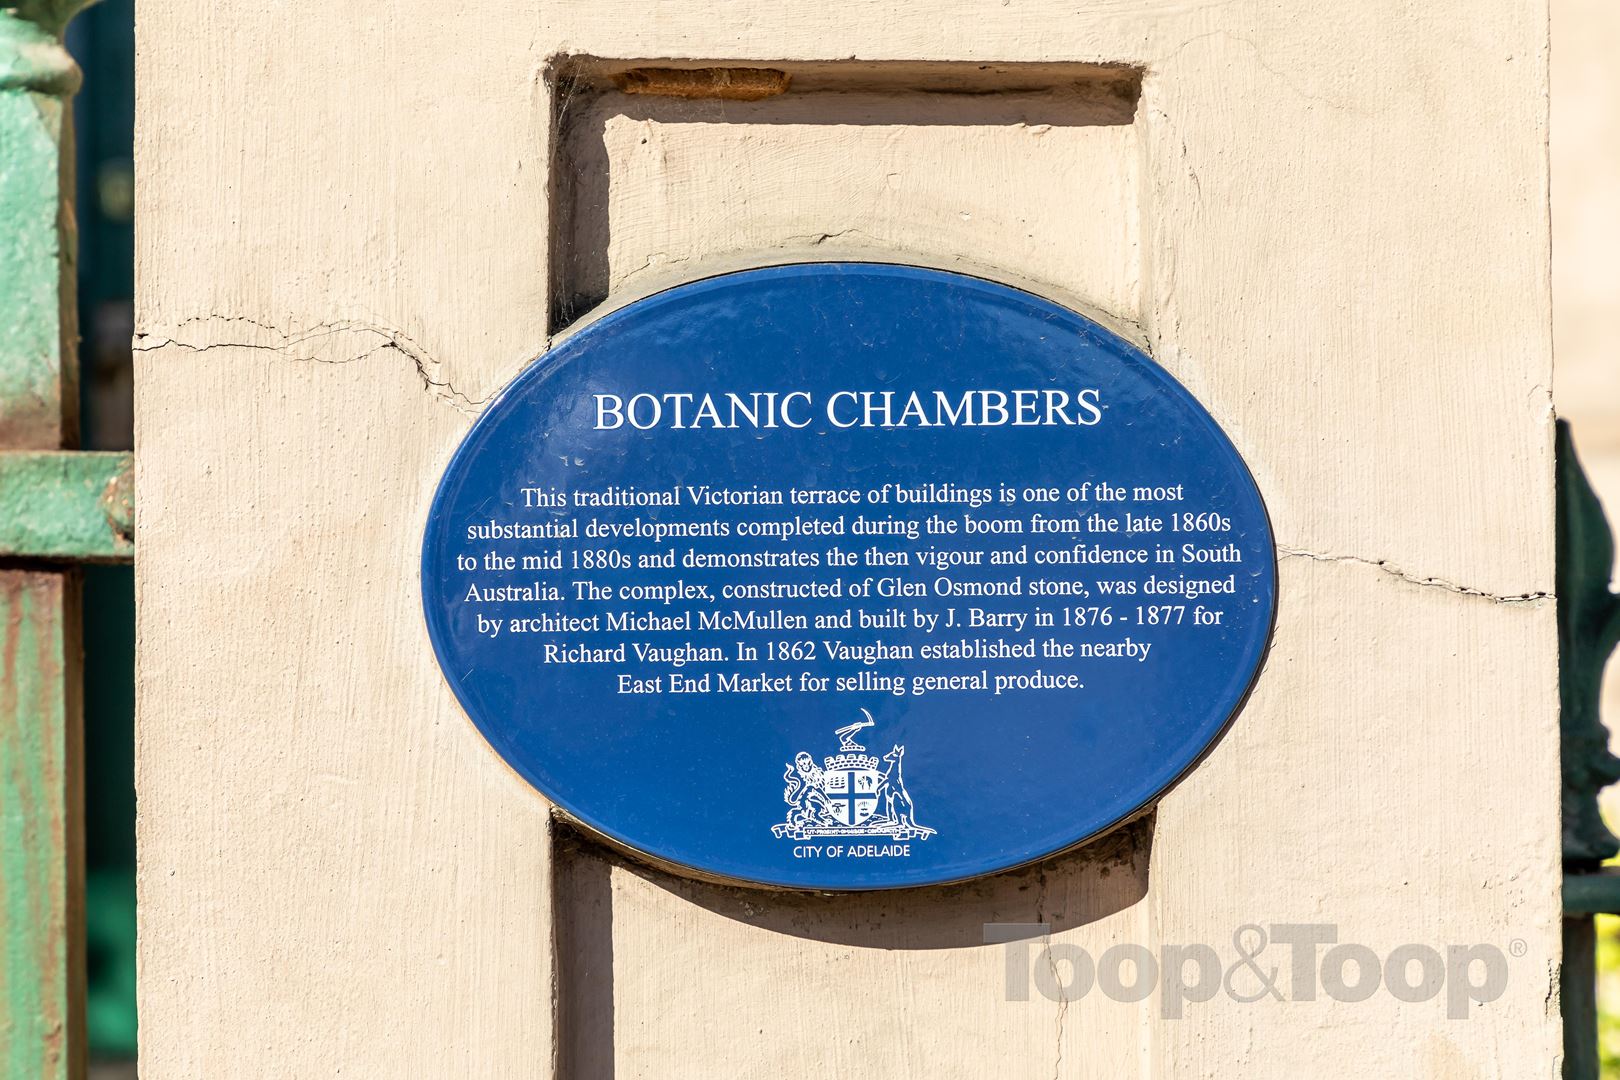 BOTANIC CHAMBERS
This traditional Victorian terrace of buildings is one of the most
substantial developments completed during the boom from the late 1860s
to the mid 1880s and demonstrates the then vigour and confidence in South
Australia. The complex, constructed of Glen Osmond stone, was designed
by architect Michael McMullen and built by J. Barry in 1876 - 1877 for
Richard Vaughan. In 1862 Vaughan established the nearby
East End Market for selling general produce.
UT PROSINT OMNIBUS CONJUNCTI
CITY OF ADELAIDE
Toop&Toop®